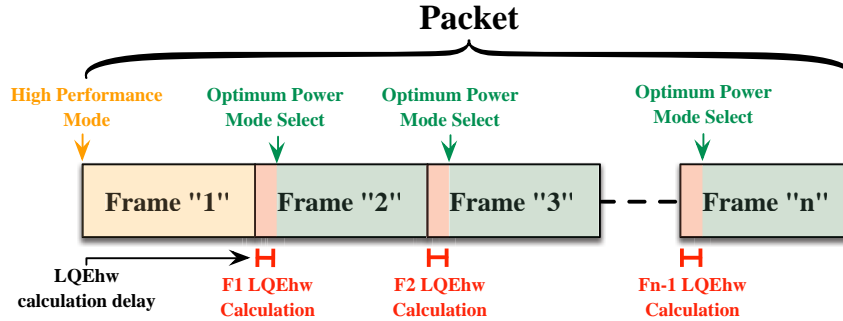 Packet
High Performance
Mode
Optimum Power
Mode Select
Optimum Power
Mode Select
Optimum Power
Mode Select
Frame "1"
Frame "2"
Frame "3"
Frame "n"
LQEhw
calculation delay
F1 LQEhw
Calculation
F2 LQEhw
Calculation
Fn-1 LQEhw
Calculation